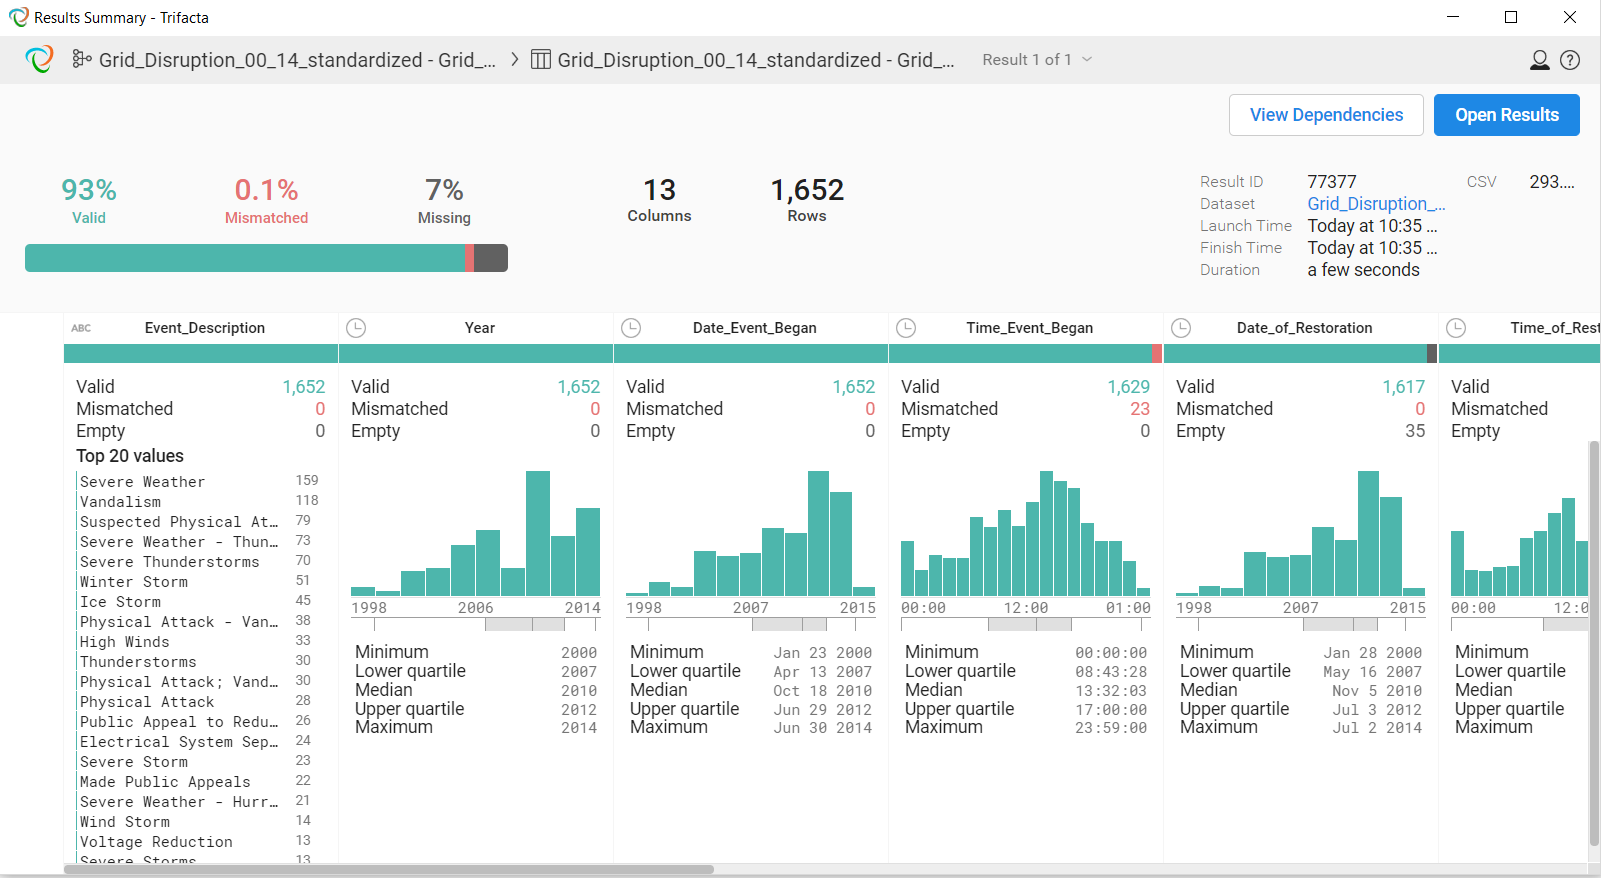 Results Summary - Trifacta
Grid_Disruption_00_14_standardized - Grid_... > Grid_Disruption_00_14_standardized - Grid_... Result 1 of 1
View Dependencies Open Results
93% 0.1% 7% 13 1,652
Valid Mismatched Missing Columns Rows
Result ID 77377 CSV 293....
Dataset Grid_Disruption_...
Launch Time Today at 10:35 ...
Finish Time Today at 10:35 ...
Duration a few seconds
ABC Event_Description
Valid 1,652
Mismatched 0
Empty 0
Top 20 values
Severe Weather 159
Vandalism 118
Suspected Physical At... 79
Severe Weather - Thun... 73
Severe Thunderstorms 70
Winter Storm 51
Ice Storm 45
Physical Attack - Van... 38
High Winds 33
Thunderstorms 30
Physical Attack; Vand... 30
Physical Attack 28
Public Appeal to Redu... 26
Electrical System Sep... 24
Severe Storm 23
Made Public Appeals 22
Severe Weather - Hurr... 21
Wind Storm 14
Voltage Reduction 13
Severe Storms 13
Year
Valid 1,652
Mismatched 0
Empty 0
1998 2006 2014
Minimum 2000
Lower quartile 2007
Median 2010
Upper quartile 2012
Maximum 2014
Date_Event_Began
Valid 1,652
Mismatched 0
Empty 0
1998 2007 2015
Minimum Jan 23 2000
Lower quartile Apr 13 2007
Median Oct 18 2010
Upper quartile Jun 29 2012
Maximum Jun 30 2014
Time_Event_Began
Valid 1,629
Mismatched 23
Empty 0
00:00 12:00 01:00
Minimum 00:00:00
Lower quartile 08:43:28
Median 13:32:03
Upper quartile 17:00:00
Maximum 23:59:00
Date_of_Restoration
Valid 1,617
Mismatched 0
Empty 35
1998 2007 2015
Minimum Jan 28 2000
Lower quartile May 16 2007
Median Nov 5 2010
Upper quartile Jul 3 2012
Maximum Jul 2 2014
Time_of_Rest
Valid
Mismatched
Empty
00:00 12:0
Minimum
Lower quartile
Median
Upper quartile
Maximum